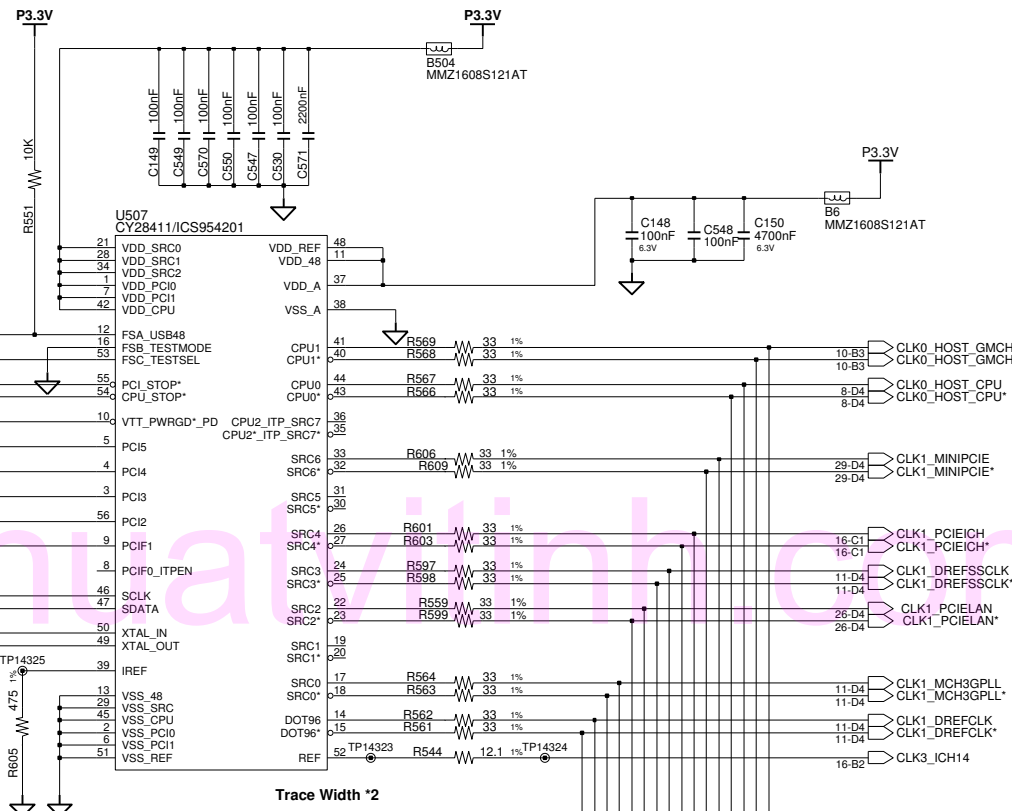 P3.3V
P3.3V
B504
MMZ1608S121AT
R551 10K
C149 100nF
C549 100nF
C570 100nF
C550 100nF
C547 100nF
C530 100nF
C571 2200nF
P3.3V
B6
MMZ1608S121AT
C148
100nF
6.3V
C548
100nF
C150
4700nF
6.3V
U507
CY28411/ICS954201
21 VDD_SRC0
28 VDD_SRC1
34 VDD_SRC2
1 VDD_PCI0
7 VDD_PCI1
42 VDD_CPU
12 FSA_USB48
16 FSB_TESTMODE
53 FSC_TESTSEL
55 PCI_STOP*
54 CPU_STOP*
10 VTT_PWRGD*_PD
5 PCI5
4 PCI4
3 PCI3
56 PCI2
9 PCIF1
8 PCIF0_ITPEN
46 SCLK
47 SDATA
50 XTAL_IN
49 XTAL_OUT
39 IREF
13 VSS_48
29 VSS_SRC
45 VSS_CPU
2 VSS_PCI0
6 VSS_PCI1
51 VSS_REF
TP14325
R605 475 1%
VDD_REF 48
VDD_48 11
VDD_A 37
VSS_A 38
CPU1 41 R569 33 1% CLK0_HOST_GMCH
CPU1* 40 R568 33 1% 10-B3 CLK0_HOST_GMCH
10-B3
CPU0 44 R567 33 1% CLK0_HOST_CPU
CPU0* 43 R566 33 1% 8-D4 CLK0_HOST_CPU*
8-D4
CPU2_ITP_SRC7 36
CPU2*_ITP_SRC7* 35
SRC6 33 R606 33 1% CLK1_MINIPCIE
SRC6* 32 R609 33 1% 29-D4 CLK1_MINIPCIE*
29-D4
SRC5 31
SRC5* 30
SRC4 26 R601 33 1% CLK1_PCIEICH
SRC4* 27 R603 33 1% 16-C1 CLK1_PCIEICH*
16-C1
SRC3 24 R597 33 1% CLK1_DREFSSCLK
SRC3* 25 R598 33 1% 11-D4 CLK1_DREFSSCLK*
11-D4
SRC2 22 R559 33 1% CLK1_PCIELAN
SRC2* 23 R599 33 1% 26-D4 CLK1_PCIELAN*
26-D4
SRC1 19
SRC1* 20
SRC0 17 R564 33 1% CLK1_MCH3GPLL
SRC0* 18 R563 33 1% 11-D4 CLK1_MCH3GPLL*
11-D4
DOT96 14 R562 33 1% CLK1_DREFCLK
DOT96* 15 R561 33 1% 11-D4 CLK1_DREFCLK*
11-D4
REF 52 TP14323 R544 12.1 1% TP14324 CLK3_ICH14
16-B2
Trace Width *2
huatvitinh.co